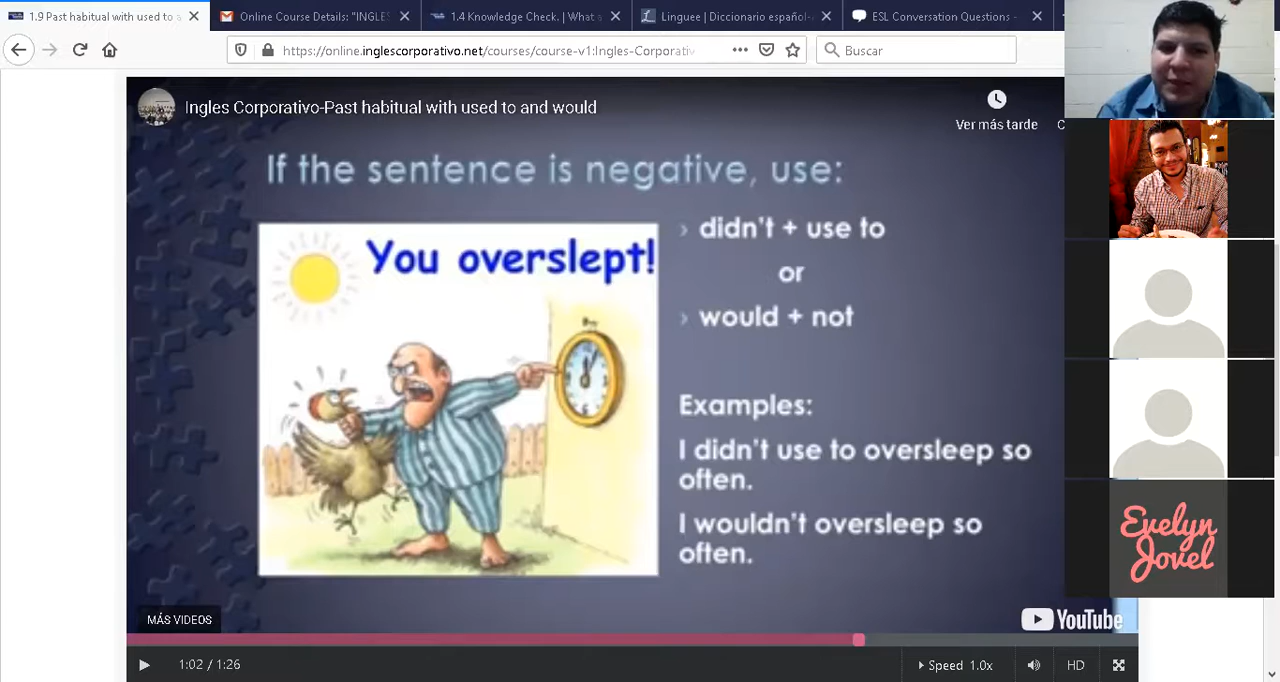 1.9 Past habitual with used to a
Online Course Details: "INGLES
1.4 Knowledge Check. | What a
Linguee | Diccionario español-
ESL Conversation Questions -
https://online.inglescorporativo.net/courses/course-v1:Ingles-Corporativ
Buscar
Ingles Corporativo-Past habitual with used to and would
Ver más tarde
If the sentence is negative, use:
You overslept!
› didn't + use to
or
› would + not
Examples:
I didn't use to oversleep so
often.
I wouldn't oversleep so
often.
Evelyn
Jovel
MÁS VIDEOS
YouTube
1:02 / 1:26
Speed 1.0x
HD